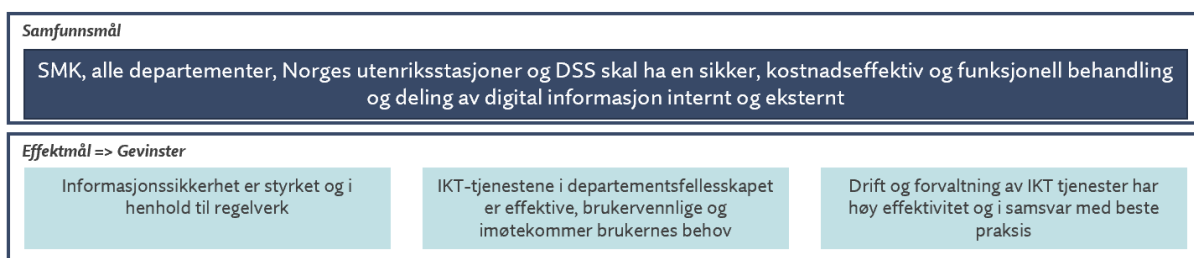 Samfunnsmål
SMK, alle departementer, Norges utenriksstasjoner og DSS skal ha en sikker, kostnadseffektiv og funksjonell behandling
og deling av digital informasjon internt og eksternt
Effektmål => Gevinster
Informasjonssikkerhet er styrket og i
henhold til regelverk
IKT-tjenestene i departementsfellesskapet
er effektive, brukervennlige og
imøtekommer brukernes behov
Drift og forvaltning av IKT tjenester har
høy effektivitet og i samsvar med beste
praksis